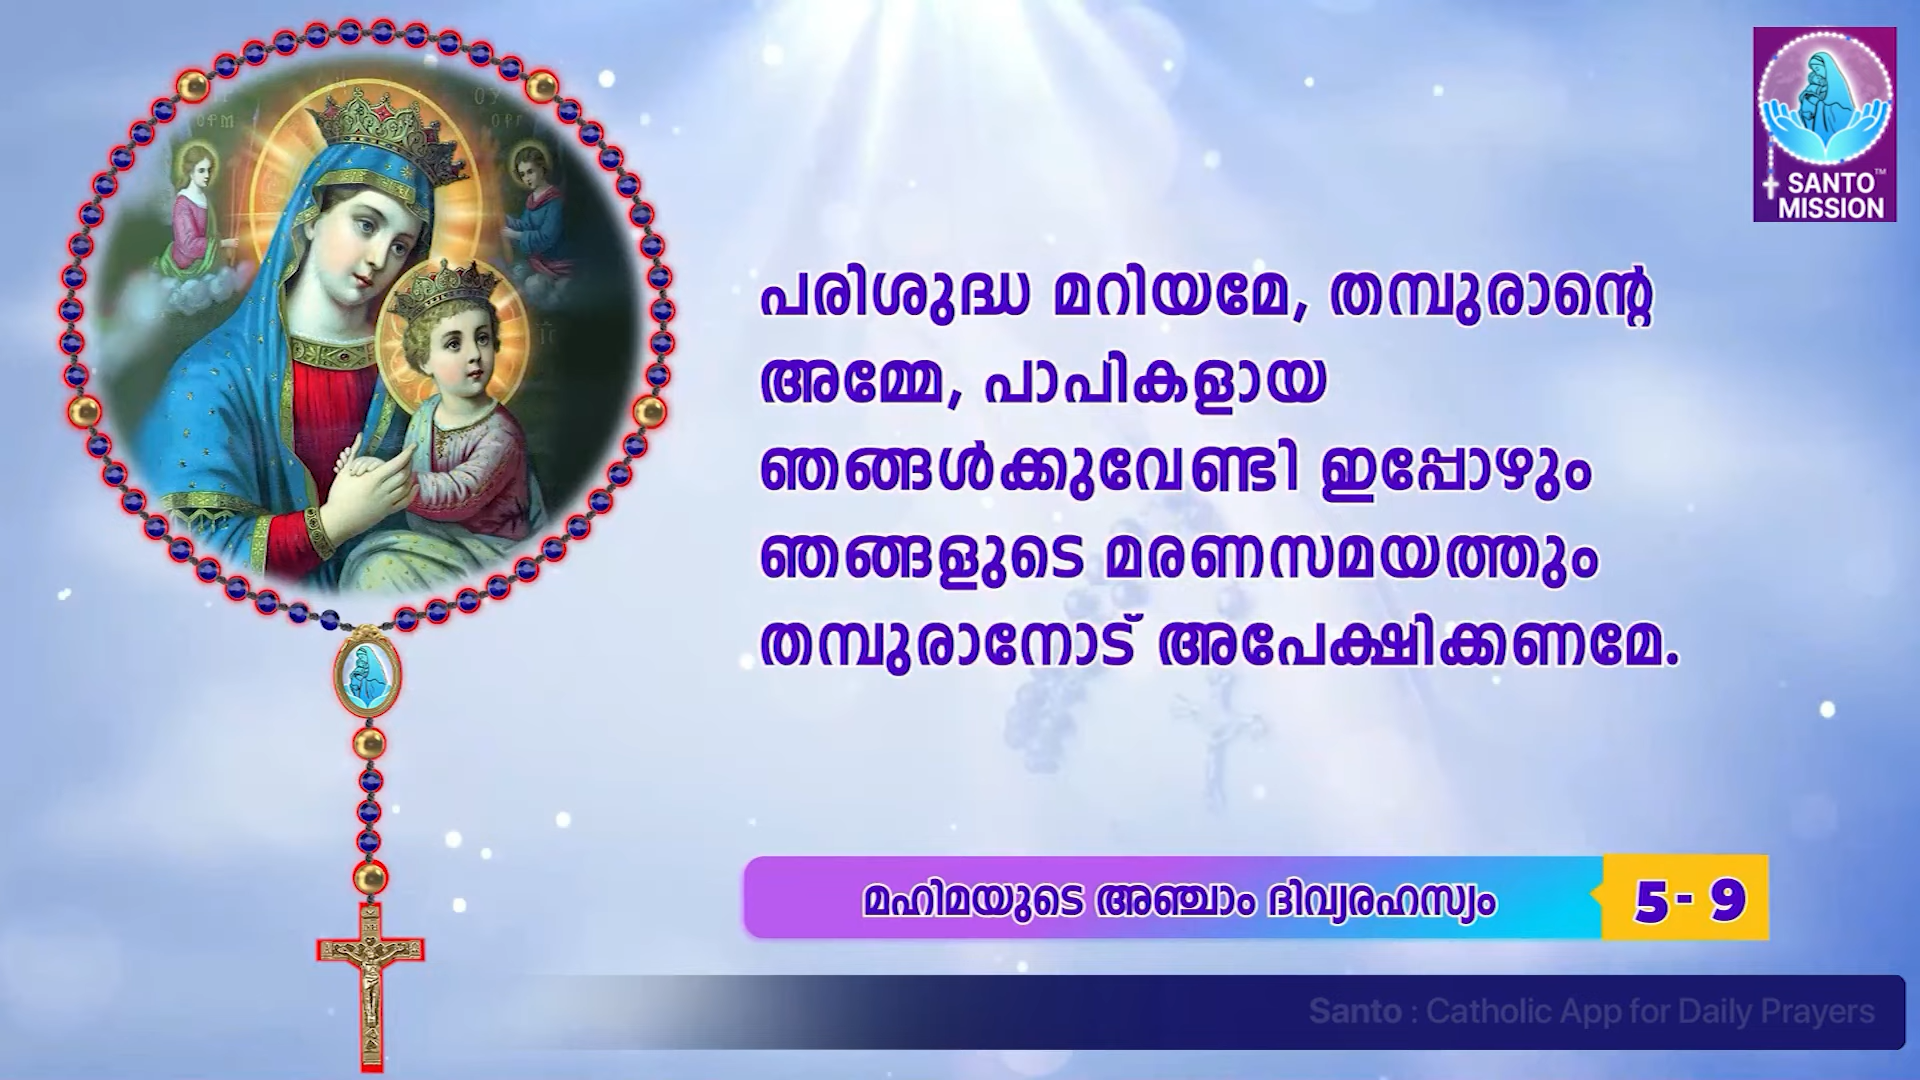 SANTO™
MISSION
പരിശുദ്ധ മറിയമേ, തമ്പുരാന്റെ
അമ്മേ, പാപികളായ
ഞങ്ങൾക്കുവേണ്ടി ഇപ്പോഴും
ഞങ്ങളുടെ മരണസമയത്തും
തമ്പുരാനോട് അപേക്ഷിക്കണമേ.
മഹിമയുടെ അഞ്ചാം ദിവ്യരഹസ്യം
5- 9
Santo : Catholic App for Daily Prayers